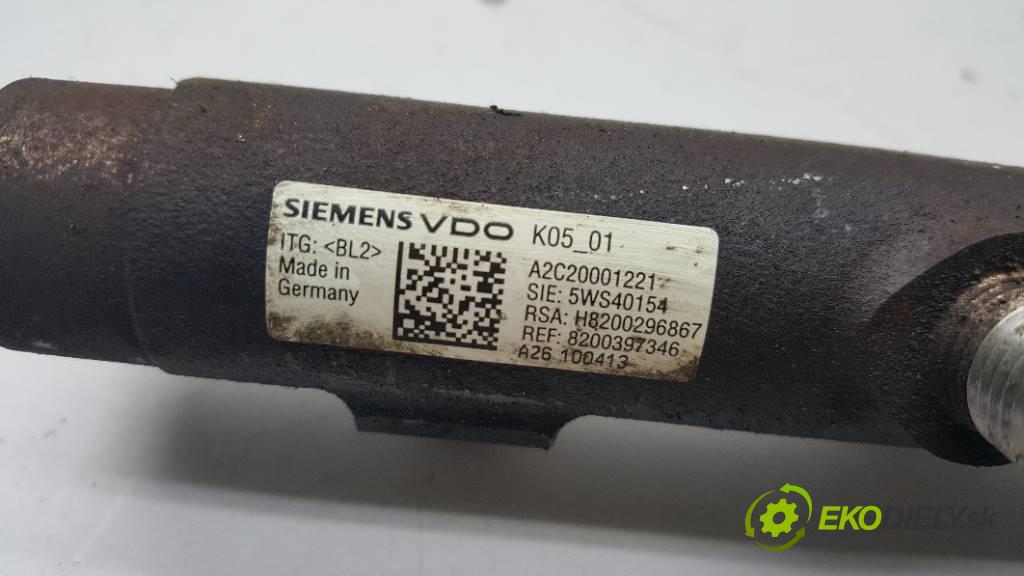 SIEMENS VDO K05_01
ITG: <BL2>
Made in
Germany
A2C20001221
SIE: 5WS40154
RSA: H8200296867
REF: 8200397346
A26 100413
EKODIELY.sk